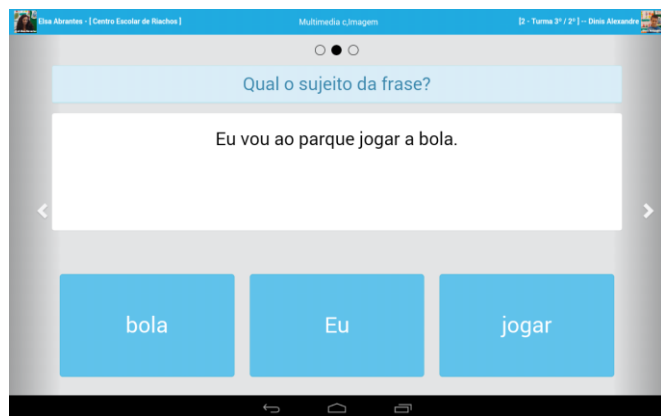 Elsa Abrantes - [ Centro Escolar de Riachos ]
Multimedia c,Imagem
[2 - Turma 3º / 2º ] -- Dinis Alexandre
Qual o sujeito da frase?
Eu vou ao parque jogar a bola.
bola
Eu
jogar